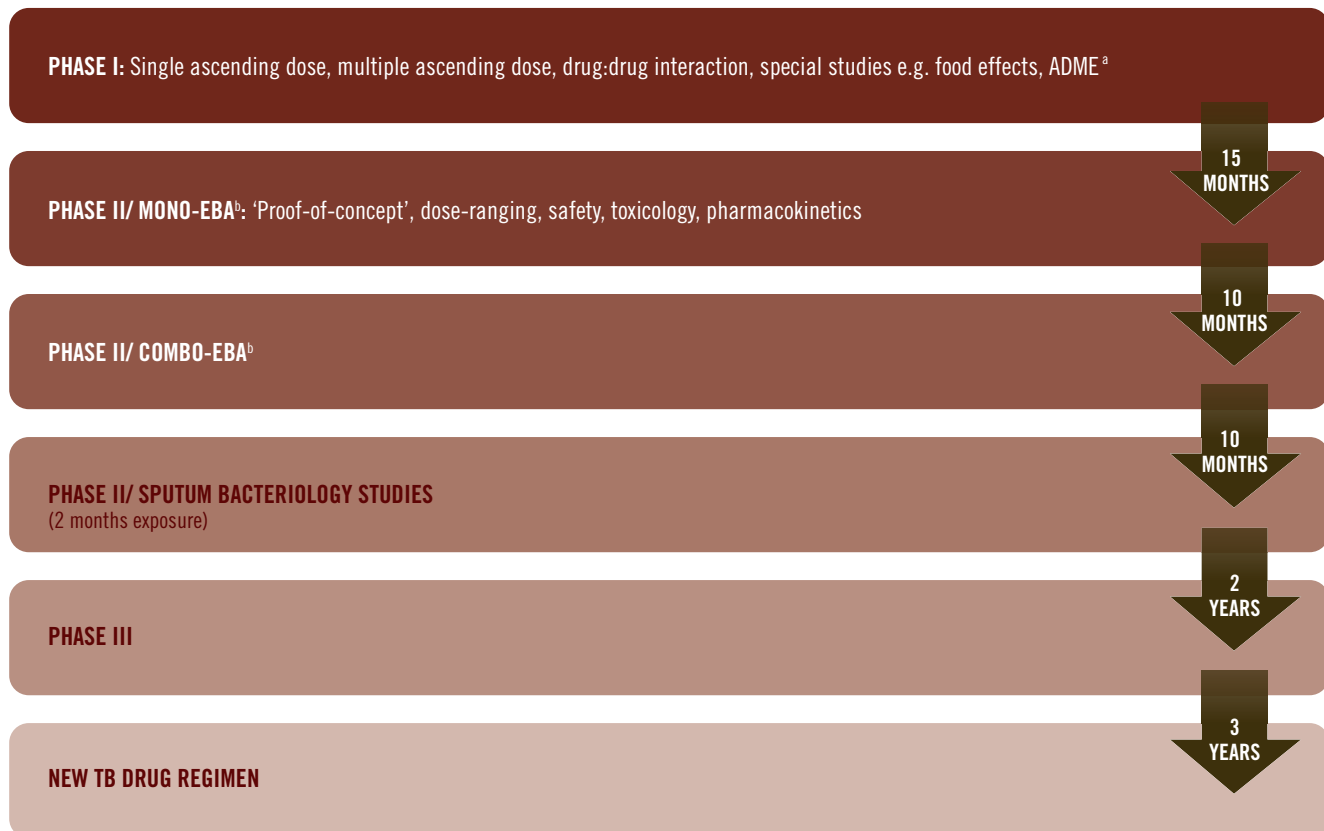 PHASE I: Single ascending dose, multiple ascending dose, drug:drug interaction, special studies e.g. food effects, ADME a
15
MONTHS
PHASE II/ MONO-EBAb: ‘Proof-of-concept’, dose-ranging, safety, toxicology, pharmacokinetics
10
MONTHS
PHASE II/ COMBO-EBAb
10
MONTHS
PHASE II/ SPUTUM BACTERIOLOGY STUDIES
(2 months exposure)
2
YEARS
PHASE III
3
YEARS
NEW TB DRUG REGIMEN